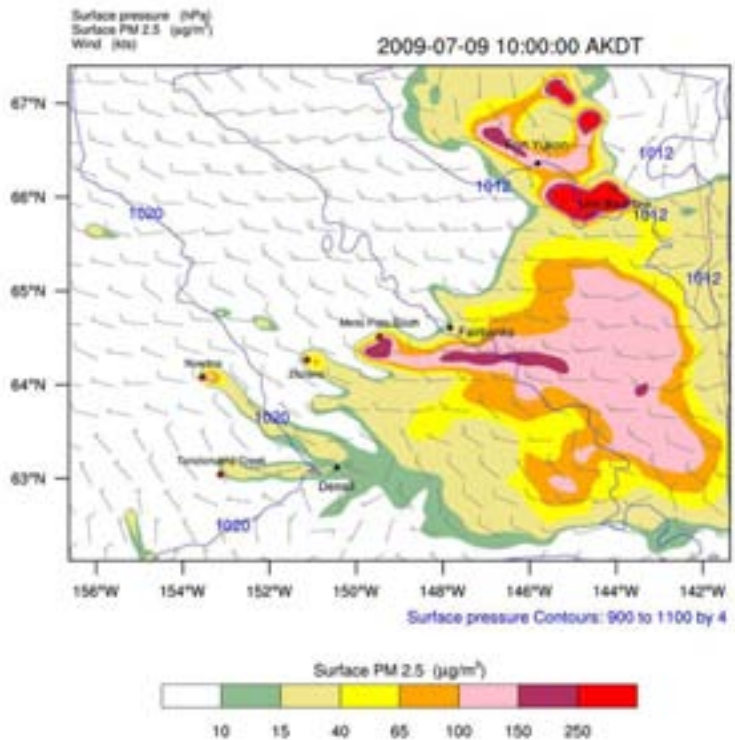 Surface pressure (hPa)
Surface PM 2.5 (µg/m³)
Wind (kts)
2009-07-09 10:00:00 AKDT
67°N
66°N
65°N
64°N
63°N
Fort Yukon
1012
1012
1012
1012
1020
Fairbanks
1020
Denali
1020
156°W
154°W
152°W
150°W
148°W
146°W
144°W
142°W
Surface pressure Contours: 900 to 1100 by 4
Surface PM 2.5 (µg/m³)
10
15
40
65
100
150
250